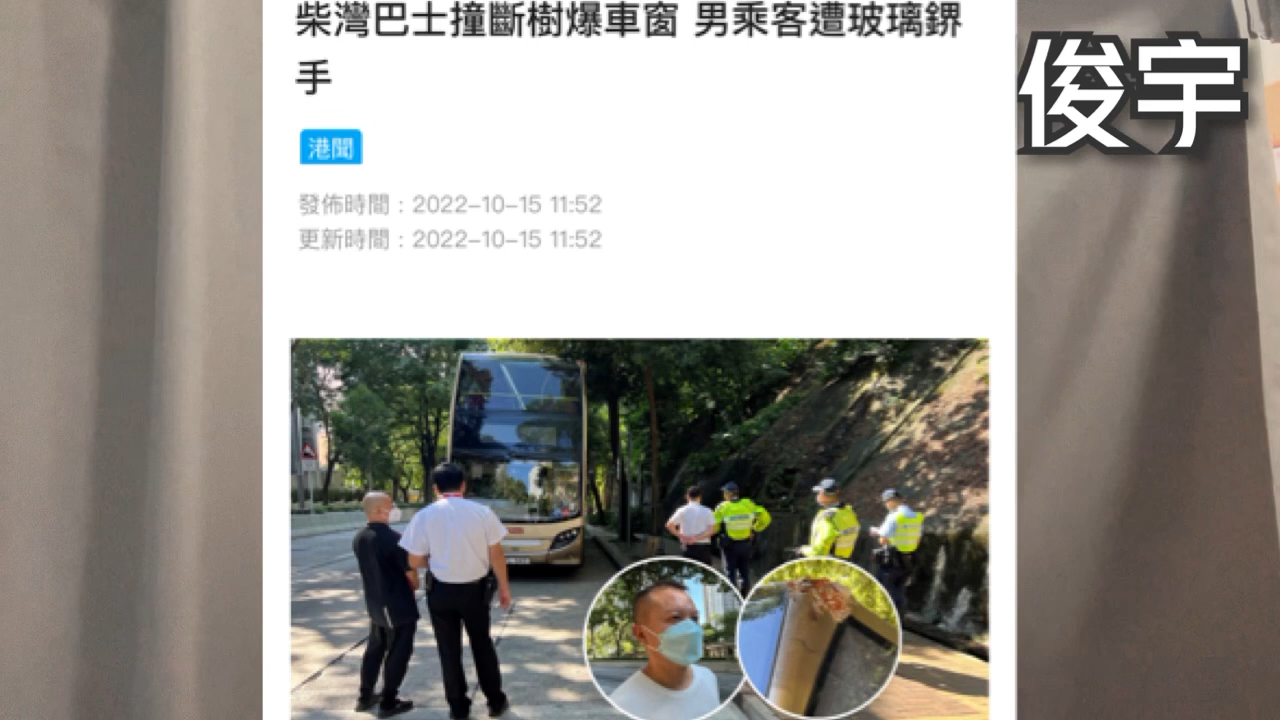 柴灣巴士撞斷樹爆車窗 男乘客遭玻璃鎅
手
俊宇
港聞
發佈時間：2022-10-15 11:52
更新時間：2022-10-15 11:52